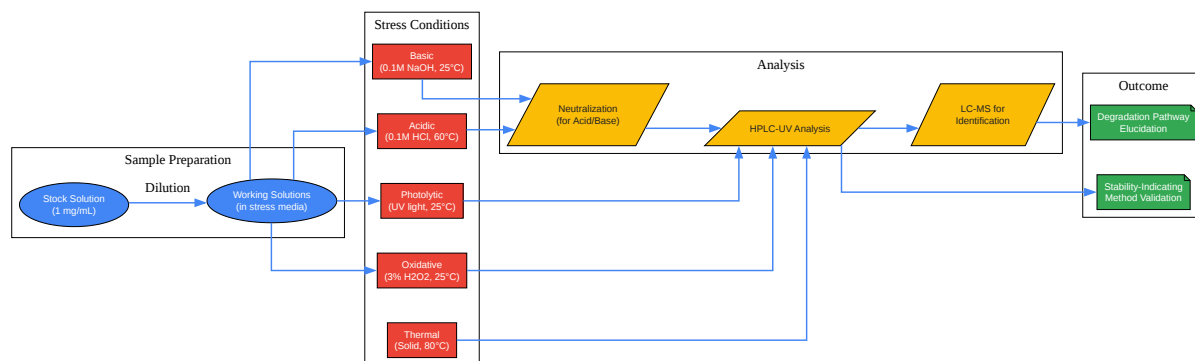 Sample Preparation
Stock Solution
(1 mg/mL)
Dilution
Working Solutions
(in stress media)
Stress Conditions
Basic
(0.1M NaOH, 25°C)
Acidic
(0.1M HCl, 60°C)
Photolytic
(UV light, 25°C)
Oxidative
(3% H2O2, 25°C)
Thermal
(Solid, 80°C)
Analysis
Neutralization
(for Acid/Base)
HPLC-UV Analysis
LC-MS for
Identification
Outcome
Degradation Pathway
Elucidation
Stability-Indicating
Method Validation